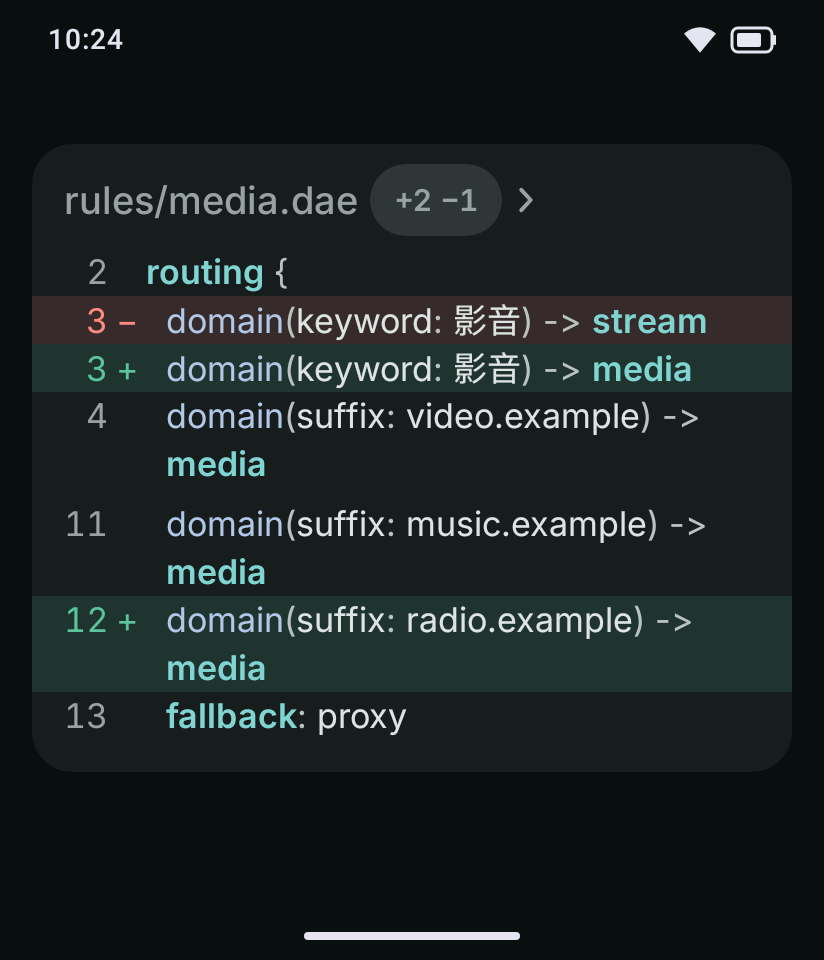 10:24
rules/media.dae +2 −1
2 routing {
3 − domain(keyword: 影音) -> stream
3 + domain(keyword: 影音) -> media
4 domain(suffix: video.example) ->
media
11 domain(suffix: music.example) ->
media
12 + domain(suffix: radio.example) ->
media
13 fallback: proxy